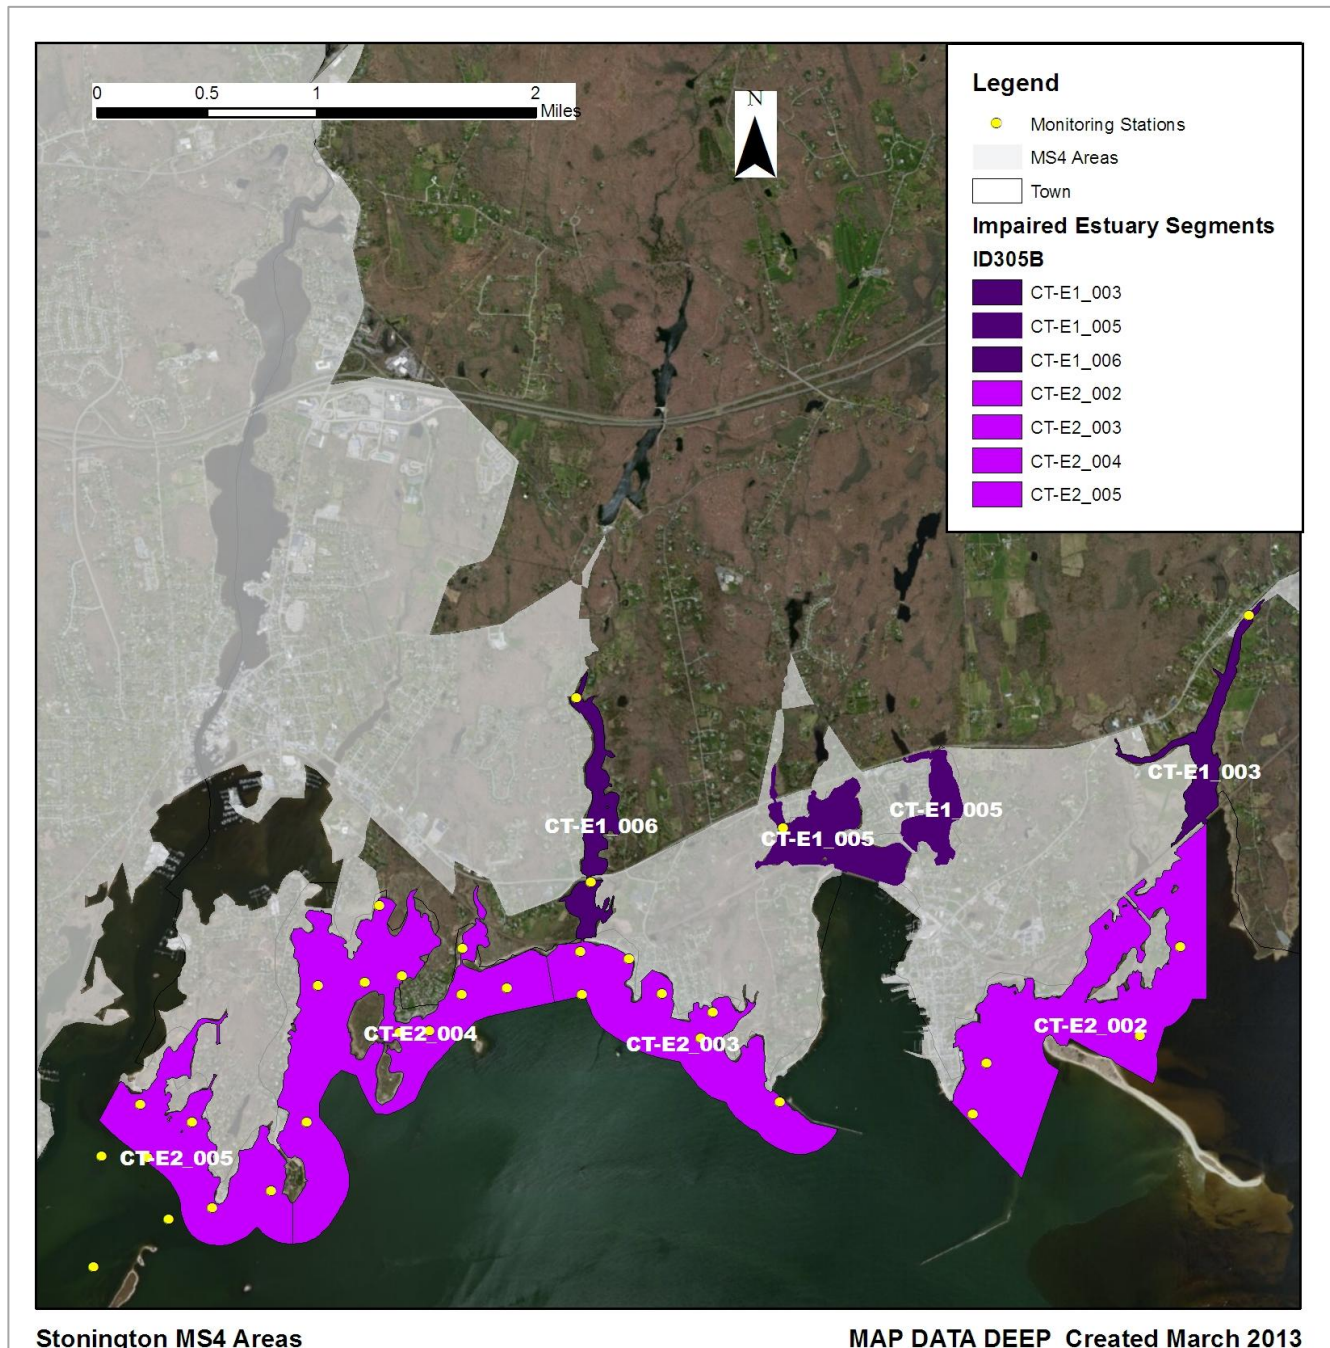 0 0.5 1 2
Miles
N
Legend
Monitoring Stations
MS4 Areas
Town
Impaired Estuary Segments
ID305B
CT-E1_003
CT-E1_005
CT-E1_006
CT-E2_002
CT-E2_003
CT-E2_004
CT-E2_005
CT-E1_003
CT-E1_005
CT-E1_006
CT-E1_005
CT-E2_002
CT-E2_004
CT-E2_003
CT-E2_005
Stonington MS4 Areas
MAP DATA DEEP Created March 2013